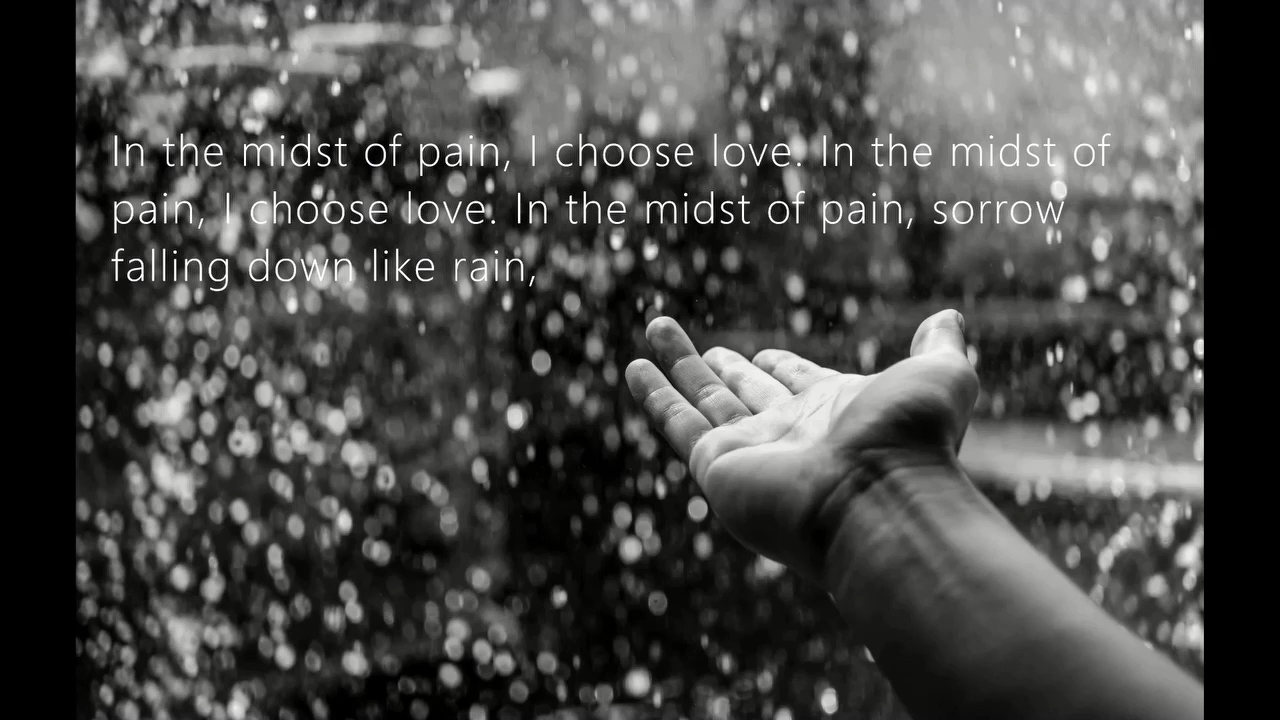 In the midst of pain, I choose love. In the midst of
pain, I choose love. In the midst of pain, sorrow
falling down like rain,